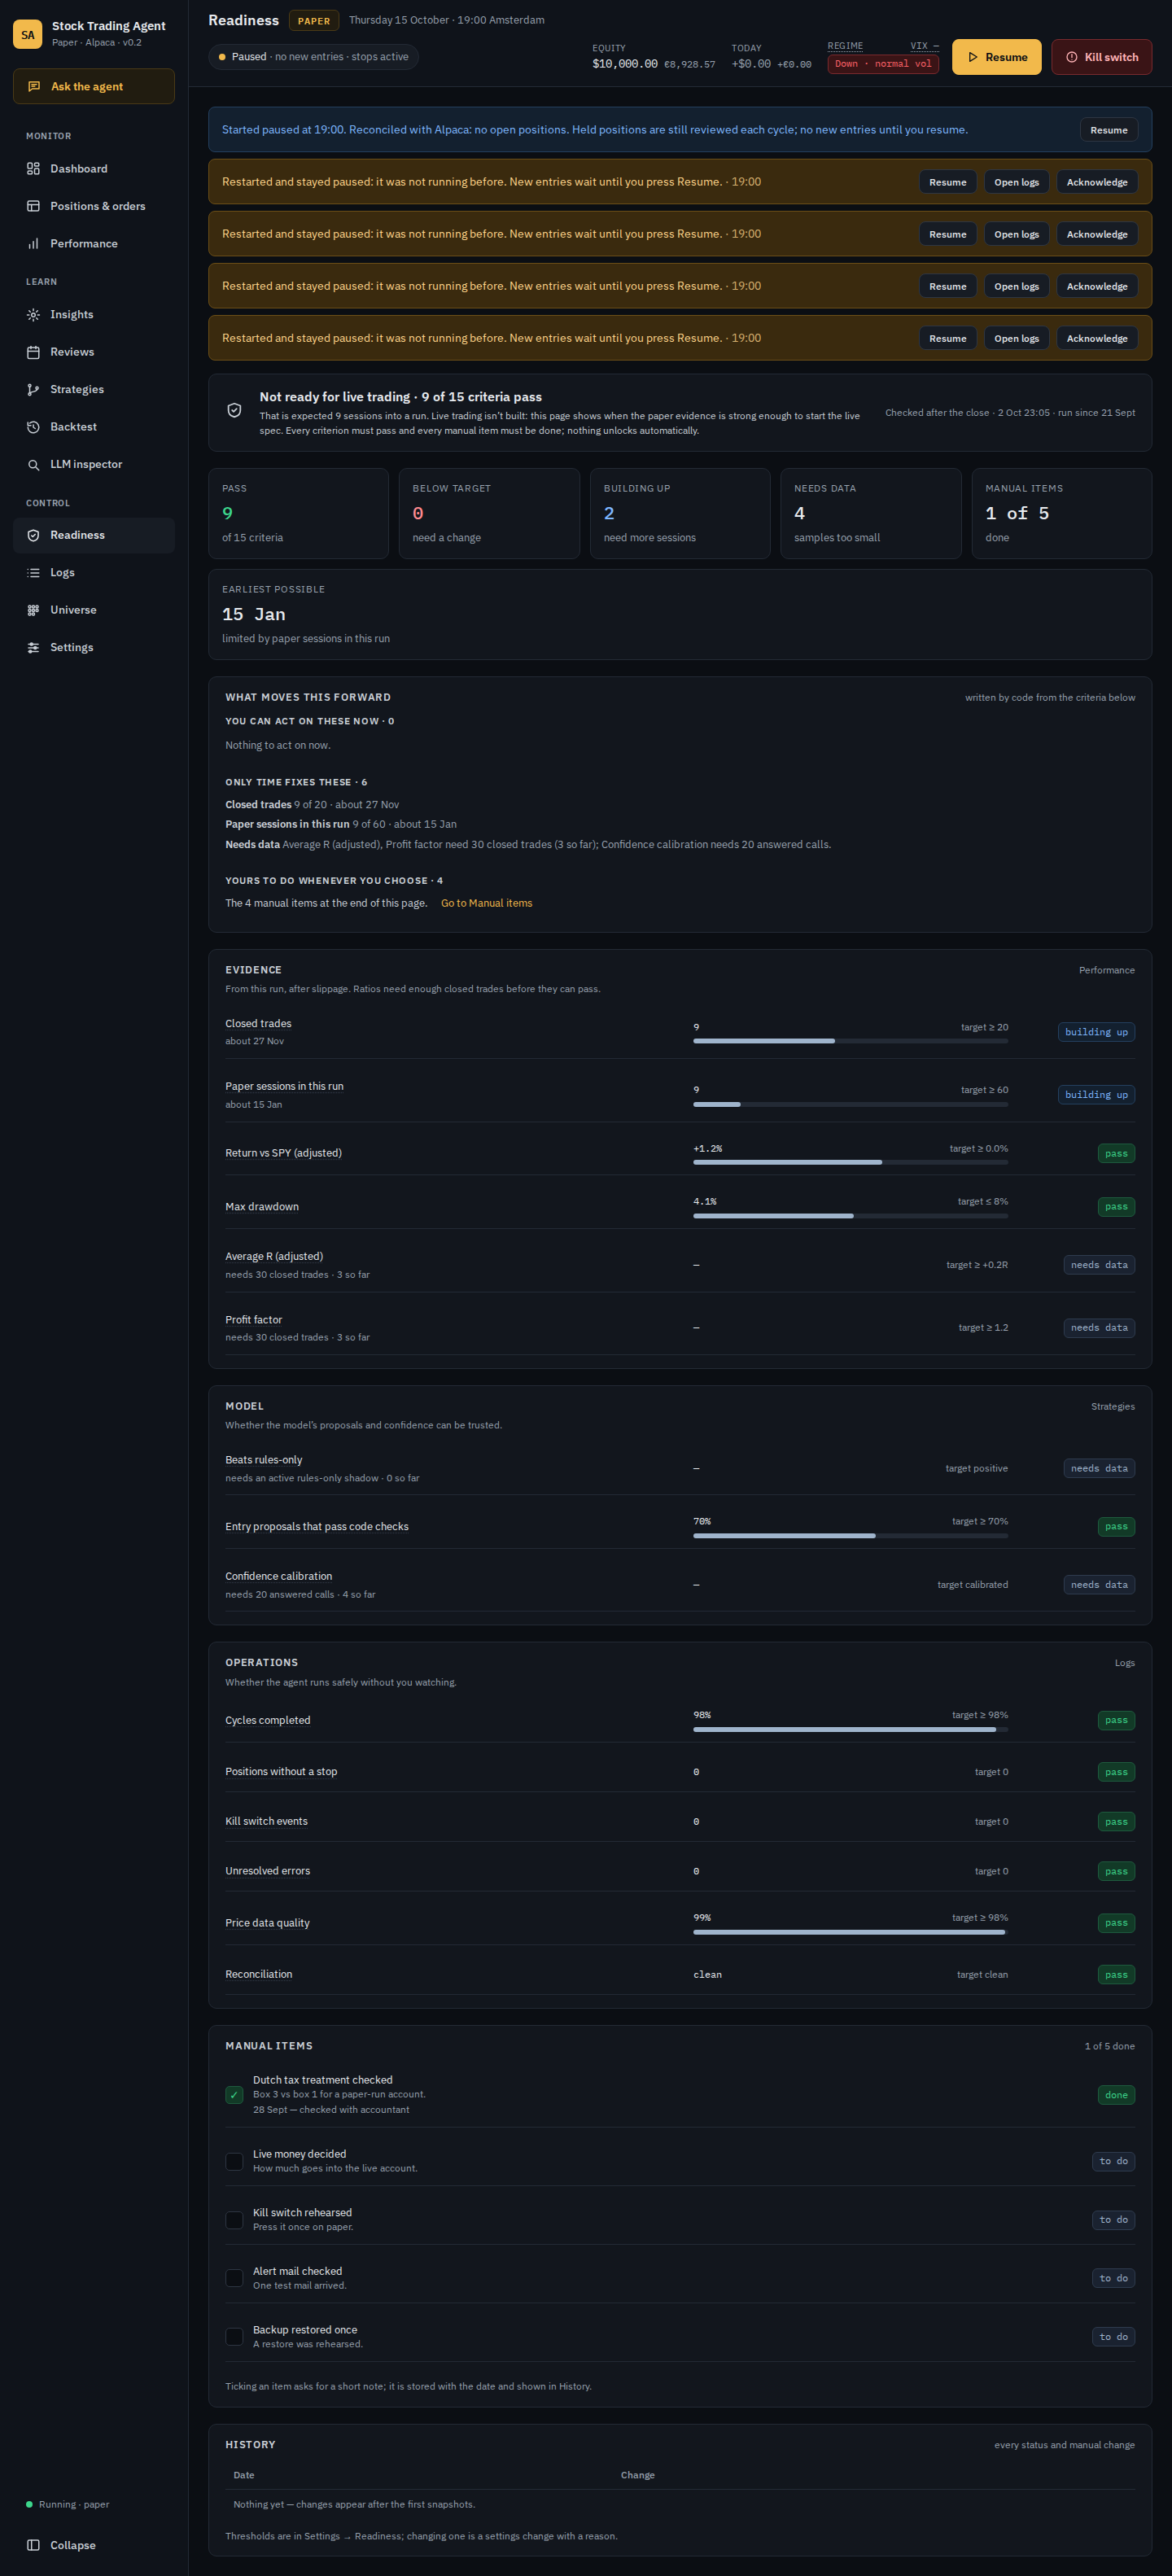 SA
Stock Trading Agent
Paper · Alpaca · v0.2
Ask the agent
MONITOR
Dashboard
Positions & orders
Performance
LEARN
Insights
Reviews
Strategies
Backtest
LLM inspector
CONTROL
Readiness
Logs
Universe
Settings
Running · paper
Collapse
Readiness
PAPER
Thursday 15 October · 19:00 Amsterdam
Paused · no new entries · stops active
EQUITY
$10,000.00 €8,928.57
TODAY
+$0.00 +€0.00
REGIME VIX —
Down · normal vol
Resume
Kill switch
Started paused at 19:00. Reconciled with Alpaca: no open positions. Held positions are still reviewed each cycle; no new entries until you resume.
Resume
Restarted and stayed paused: it was not running before. New entries wait until you press Resume. · 19:00
Resume Open logs Acknowledge
Restarted and stayed paused: it was not running before. New entries wait until you press Resume. · 19:00
Resume Open logs Acknowledge
Restarted and stayed paused: it was not running before. New entries wait until you press Resume. · 19:00
Resume Open logs Acknowledge
Restarted and stayed paused: it was not running before. New entries wait until you press Resume. · 19:00
Resume Open logs Acknowledge
Not ready for live trading · 9 of 15 criteria pass
That is expected 9 sessions into a run. Live trading isn't built: this page shows when the paper evidence is strong enough to start the live
spec. Every criterion must pass and every manual item must be done; nothing unlocks automatically.
Checked after the close · 2 Oct 23:05 · run since 21 Sept
PASS
9
of 15 criteria
BELOW TARGET
0
need a change
BUILDING UP
2
need more sessions
NEEDS DATA
4
samples too small
MANUAL ITEMS
1 of 5
done
EARLIEST POSSIBLE
15 Jan
limited by paper sessions in this run
WHAT MOVES THIS FORWARD
written by code from the criteria below
YOU CAN ACT ON THESE NOW · 0
Nothing to act on now.
ONLY TIME FIXES THESE · 6
Closed trades 9 of 20 · about 27 Nov
Paper sessions in this run 9 of 60 · about 15 Jan
Needs data Average R (adjusted), Profit factor need 30 closed trades (3 so far); Confidence calibration needs 20 answered calls.
YOURS TO DO WHENEVER YOU CHOOSE · 4
The 4 manual items at the end of this page. Go to Manual items
EVIDENCE
Performance
From this run, after slippage. Ratios need enough closed trades before they can pass.
Closed trades
about 27 Nov
9
target ≥ 20
building up
Paper sessions in this run
about 15 Jan
9
target ≥ 60
building up
Return vs SPY (adjusted)
+1.2%
target ≥ 0.0%
pass
Max drawdown
4.1%
target ≤ 8%
pass
Average R (adjusted)
needs 30 closed trades · 3 so far
—
target ≥ +0.2R
needs data
Profit factor
needs 30 closed trades · 3 so far
—
target ≥ 1.2
needs data
MODEL
Strategies
Whether the model's proposals and confidence can be trusted.
Beats rules-only
needs an active rules-only shadow · 0 so far
—
target positive
needs data
Entry proposals that pass code checks
70%
target ≥ 70%
pass
Confidence calibration
needs 20 answered calls · 4 so far
—
target calibrated
needs data
OPERATIONS
Logs
Whether the agent runs safely without you watching.
Cycles completed
98%
target ≥ 98%
pass
Positions without a stop
0
target 0
pass
Kill switch events
0
target 0
pass
Unresolved errors
0
target 0
pass
Price data quality
99%
target ≥ 98%
pass
Reconciliation
clean
target clean
pass
MANUAL ITEMS
1 of 5 done
✓
Dutch tax treatment checked
Box 3 vs box 1 for a paper-run account.
28 Sept — checked with accountant
done
Live money decided
How much goes into the live account.
to do
Kill switch rehearsed
Press it once on paper.
to do
Alert mail checked
One test mail arrived.
to do
Backup restored once
A restore was rehearsed.
to do
Ticking an item asks for a short note; it is stored with the date and shown in History.
HISTORY
every status and manual change
Date Change
Nothing yet — changes appear after the first snapshots.
Thresholds are in Settings → Readiness; changing one is a settings change with a reason.